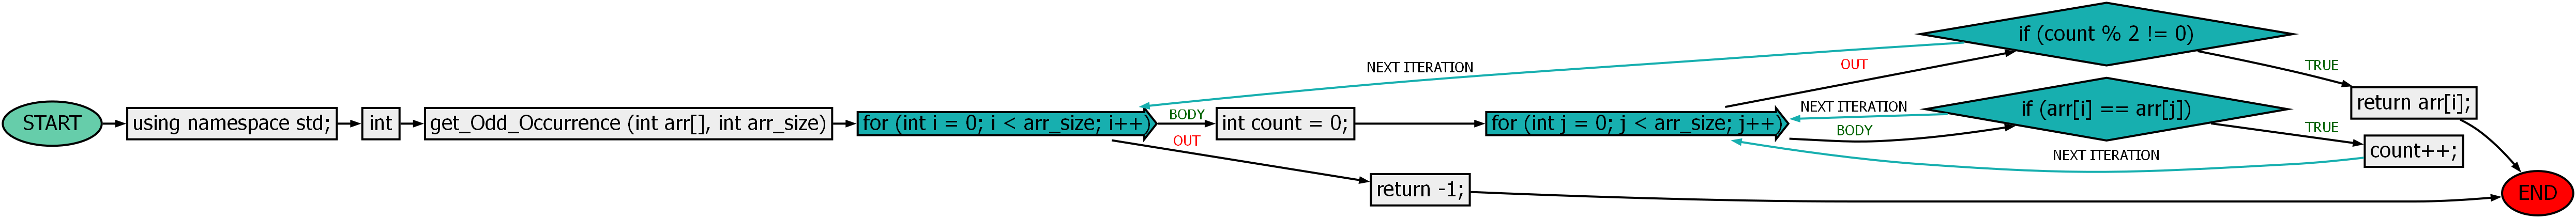 START
using namespace std;
int
get_Odd_Occurrence (int arr[], int arr_size)
for (int i = 0; i < arr_size; i++)
BODY
OUT
NEXT ITERATION
int count = 0;
return -1;
for (int j = 0; j < arr_size; j++)
OUT
NEXT ITERATION
BODY
NEXT ITERATION
if (count % 2 != 0)
if (arr[i] == arr[j])
TRUE
TRUE
return arr[i];
count++;
END